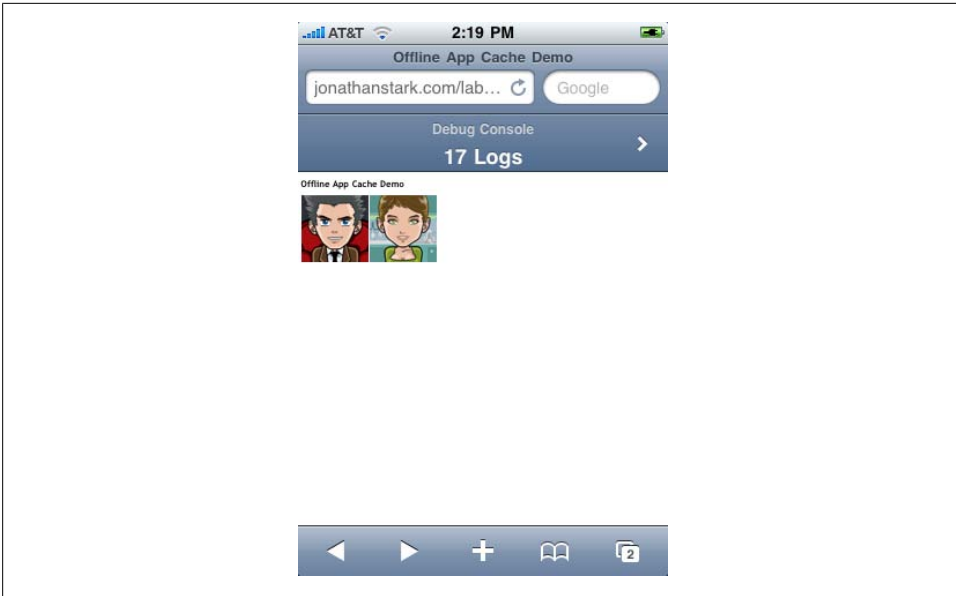 AT&T 2:19 PM
Offline App Cache Demo
jonathanstark.com/lab... Google
Debug Console
17 Logs
Offline App Cache Demo
2